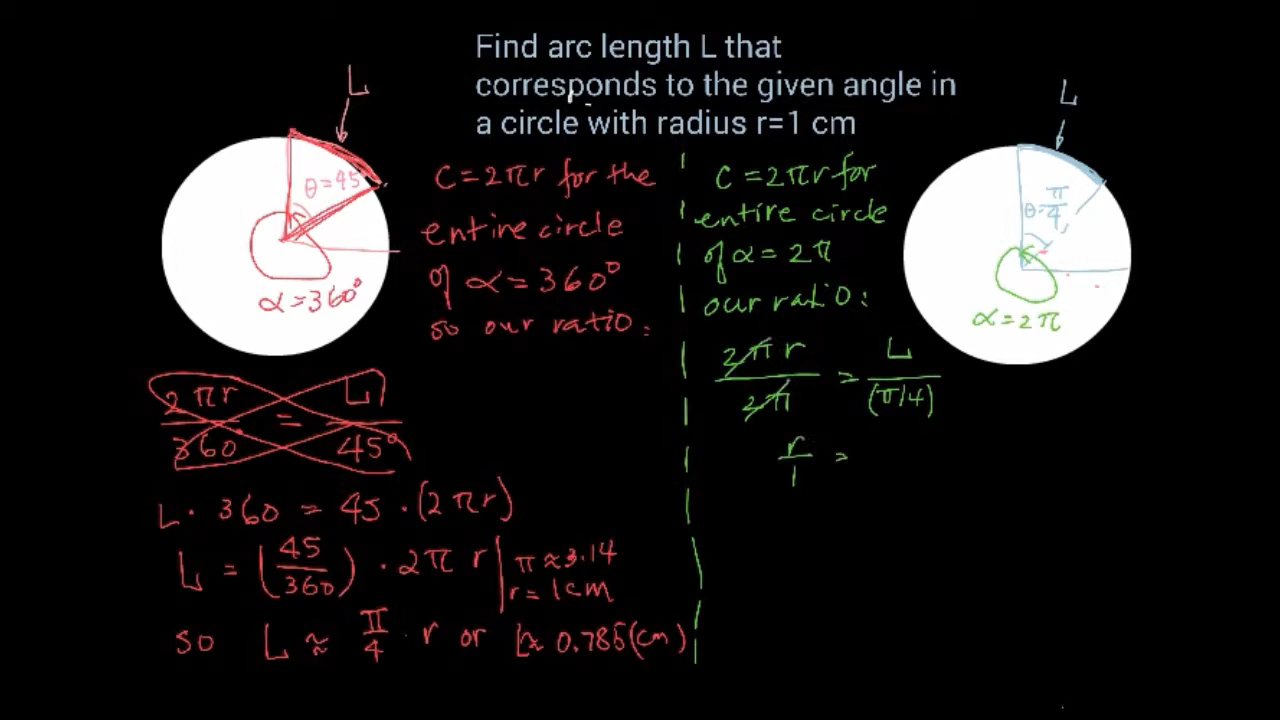 Find arc length L that
corresponds to the given angle in
a circle with radius r=1 cm
L
θ=45
α=360°
C=2πr for the
entire circle
of α=360°
so our ratio:
2πr / 360° = L / 45°
L · 360 = 45 · (2πr)
L = (45/360) · 2π r | π≈3.14
r=1cm
so L ≈ π/4 · r or L≈ 0.785(cm)
C=2πr for
entire circle
of α=2π
our ratio:
2πr / 2π = L / (π/4)
r/1 =
L
θ=π/4
α=2π